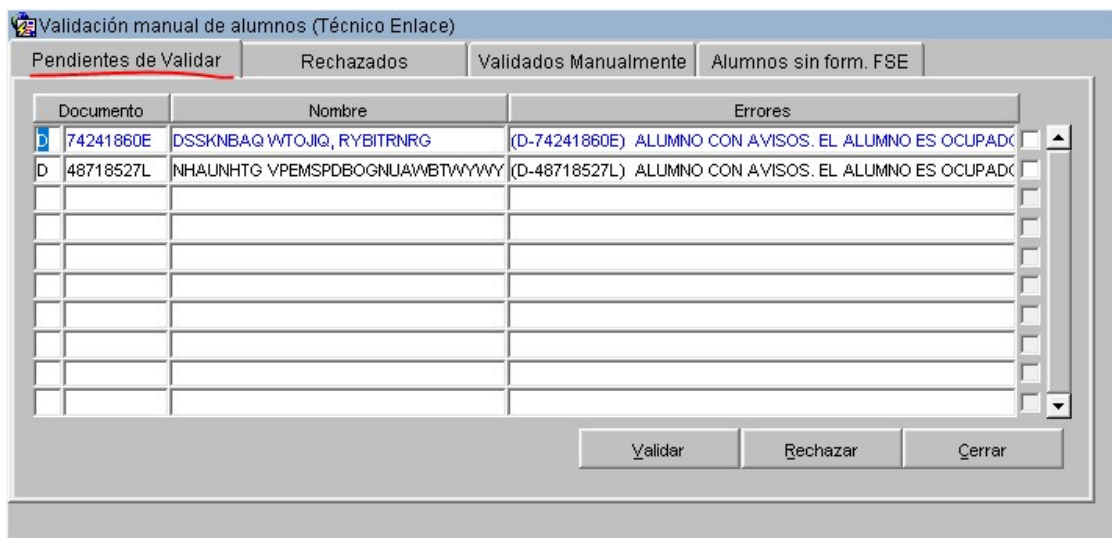 Validación manual de alumnos (Técnico Enlace)
Pendientes de Validar Rechazados Validados Manualmente Alumnos sin form. FSE
Documento Nombre Errores
D 74241860E DSSKNBAQ WTOJIQ, RYBITRNRG (D-74241860E) ALUMNO CON AVISOS. EL ALUMNO ES OCUPADO
D 48718527L NHAUNHTG VPEMSPDBOGNUAWBTWYWY (D-48718527L) ALUMNO CON AVISOS. EL ALUMNO ES OCUPADO
Validar Rechazar Cerrar